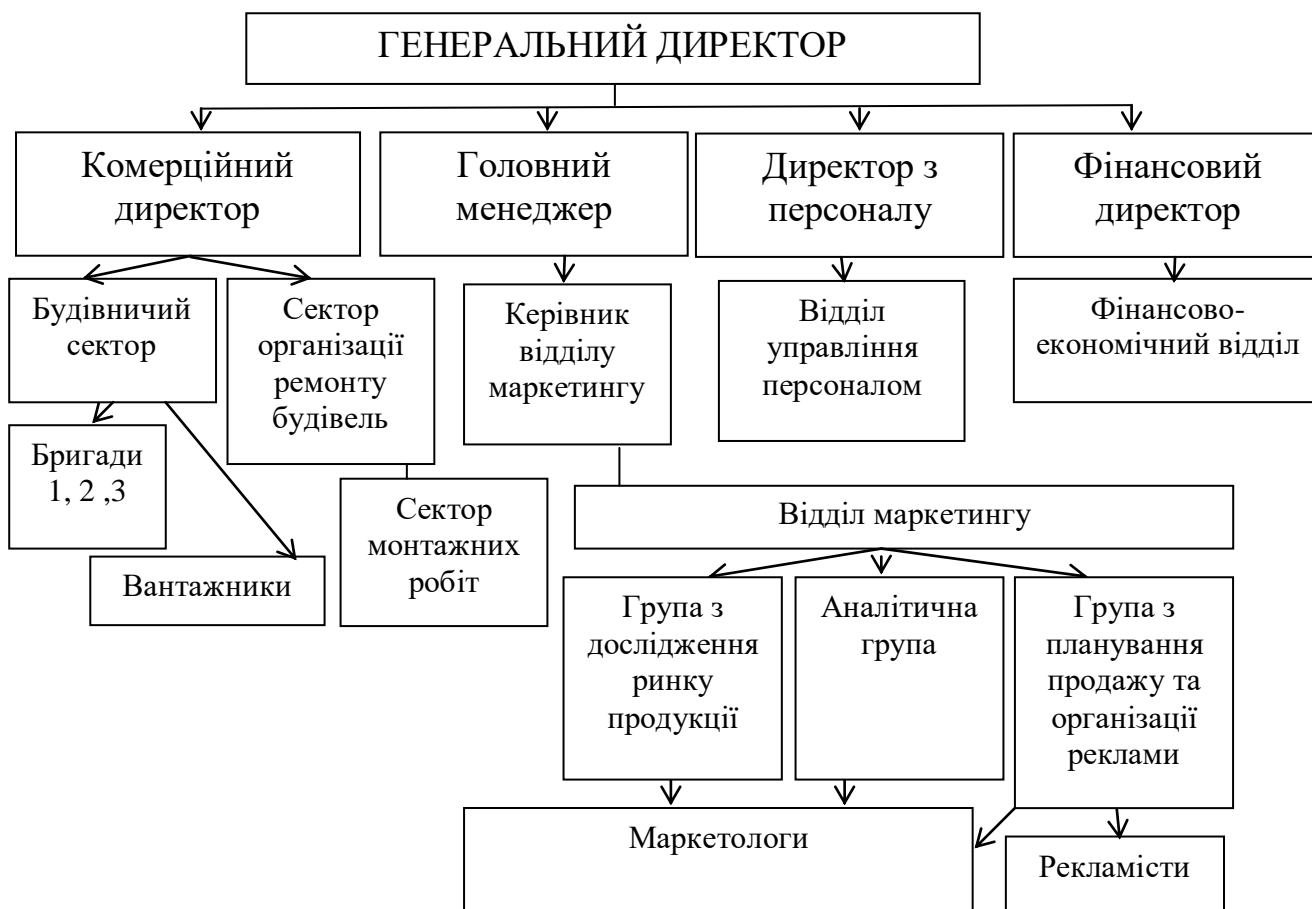 ГЕНЕРАЛЬНИЙ ДИРЕКТОР
Комерційний
директор
Головний
менеджер
Директор з
персоналу
Фінансовий
директор
Будівничий
сектор
Сектор
організації
ремонту
будівель
Керівник
відділу
маркетингу
Відділ
управління
персоналом
Фінансово-
економічний відділ
Бригади
1, 2 ,3
Сектор
монтажних
робіт
Відділ маркетингу
Вантажники
Група з
дослідження
ринку
продукції
Аналітична
група
Група з
планування
продажу та
організації
реклами
Маркетологи
Рекламісти